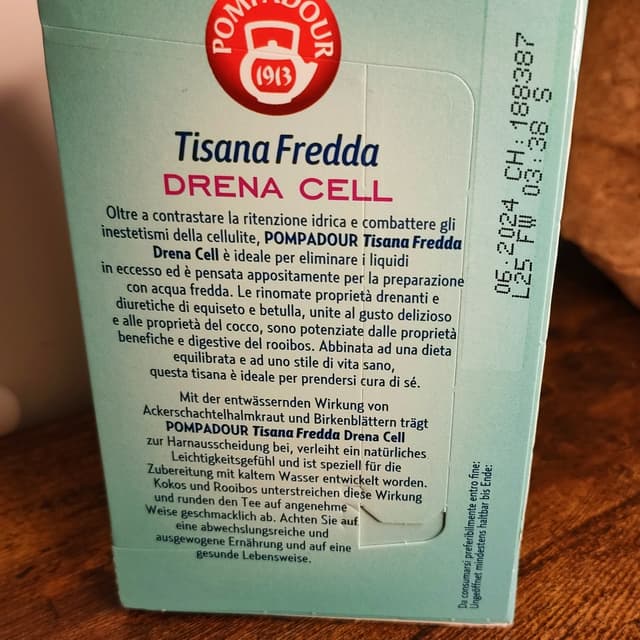 POMPADOUR
1913
Tisana Fredda
DRENA CELL
Oltre a contrastare la ritenzione idrica e combattere gli
inestetismi della cellulite, POMPADOUR Tisana Fredda
Drena Cell è ideale per eliminare i liquidi
in eccesso ed è pensata appositamente per la preparazione
con acqua fredda. Le rinomate proprietà drenanti e
diuretiche di equiseto e betulla, unite al gusto delizioso
e alle proprietà del cocco, sono potenziate dalle proprietà
benefiche e digestive del rooibos. Abbinata ad una dieta
equilibrata e ad uno stile di vita sano,
questa tisana è ideale per prendersi cura di sé.
Mit der entwässernden Wirkung von
Ackerschachtelhalmkraut und Birkenblättern trägt
POMPADOUR Tisana Fredda Drena Cell
zur Harnausscheidung bei, verleiht ein natürliches
Leichtigkeitsgefühl und ist speziell für die
Zubereitung mit kaltem Wasser entwickelt worden.
Kokos und Rooibos unterstreichen diese Wirkung
und runden den Tee auf angenehme
Weise geschmacklich ab. Achten Sie auf
eine abwechslungsreiche und
ausgewogene Ernährung und auf eine
gesunde Lebensweise.
06-2024 CH:188387
L25 FW 03:38 S
Da consumarsi preferibilmente entro fine:
Ungeöffnet mindestens haltbar bis Ende: